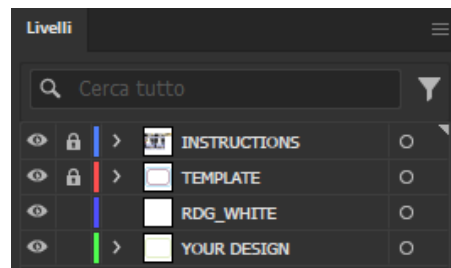 Livelli
Cerca tutto
INSTRUCTIONS
TEMPLATE
RDG_WHITE
YOUR DESIGN